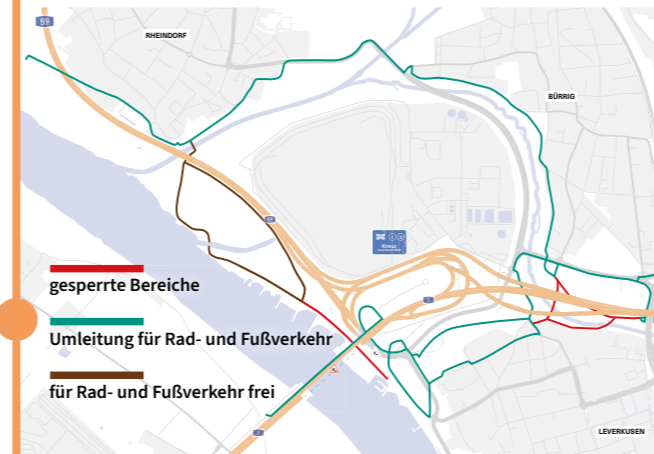 59
RHEINDORF
BÜRRIG
59
Kreuz
1
gesperrte Bereiche
Umleitung für Rad- und Fußverkehr
für Rad- und Fußverkehr frei
LEVERKUSEN